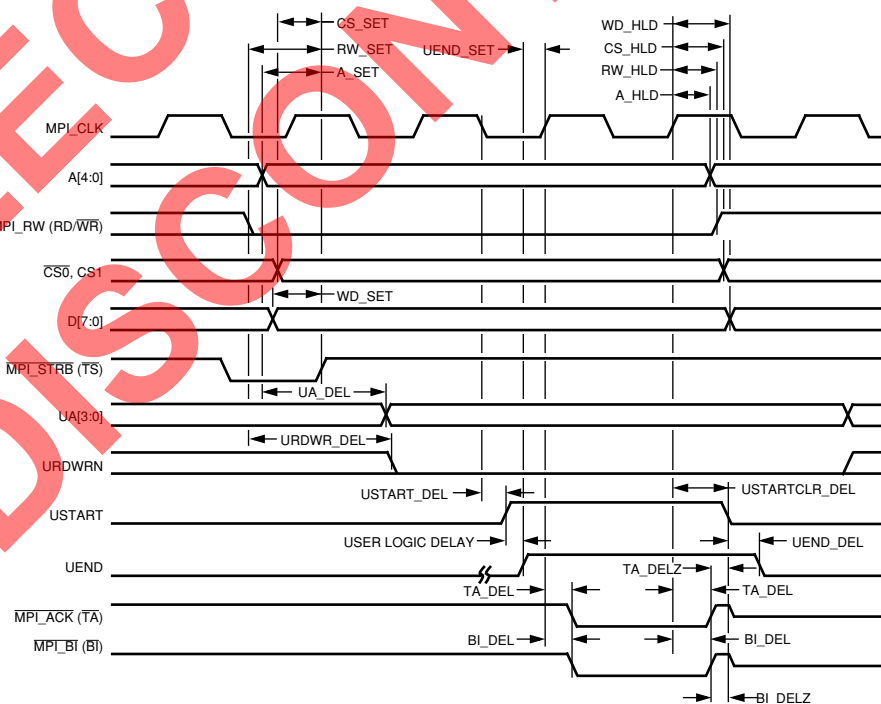 CS_SET
WD_HLD
RW_SET
UEND_SET
CS_HLD
A_SET
RW_HLD
A_HLD
MPI_CLK
A[4:0]
MPI_RW (RD/WR)
CS0, CS1
WD_SET
D[7:0]
MPI_STRB (TS)
UA_DEL
UA[3:0]
URDWR_DEL
URDWRN
USTART_DEL
USTARTCLR_DEL
USTART
USER LOGIC DELAY
UEND_DEL
UEND
TA_DELZ
TA_DEL
TA_DEL
MPI_ACK (TA)
BI_DEL
BI_DEL
MPI_BI (BI)
BI_DELZ